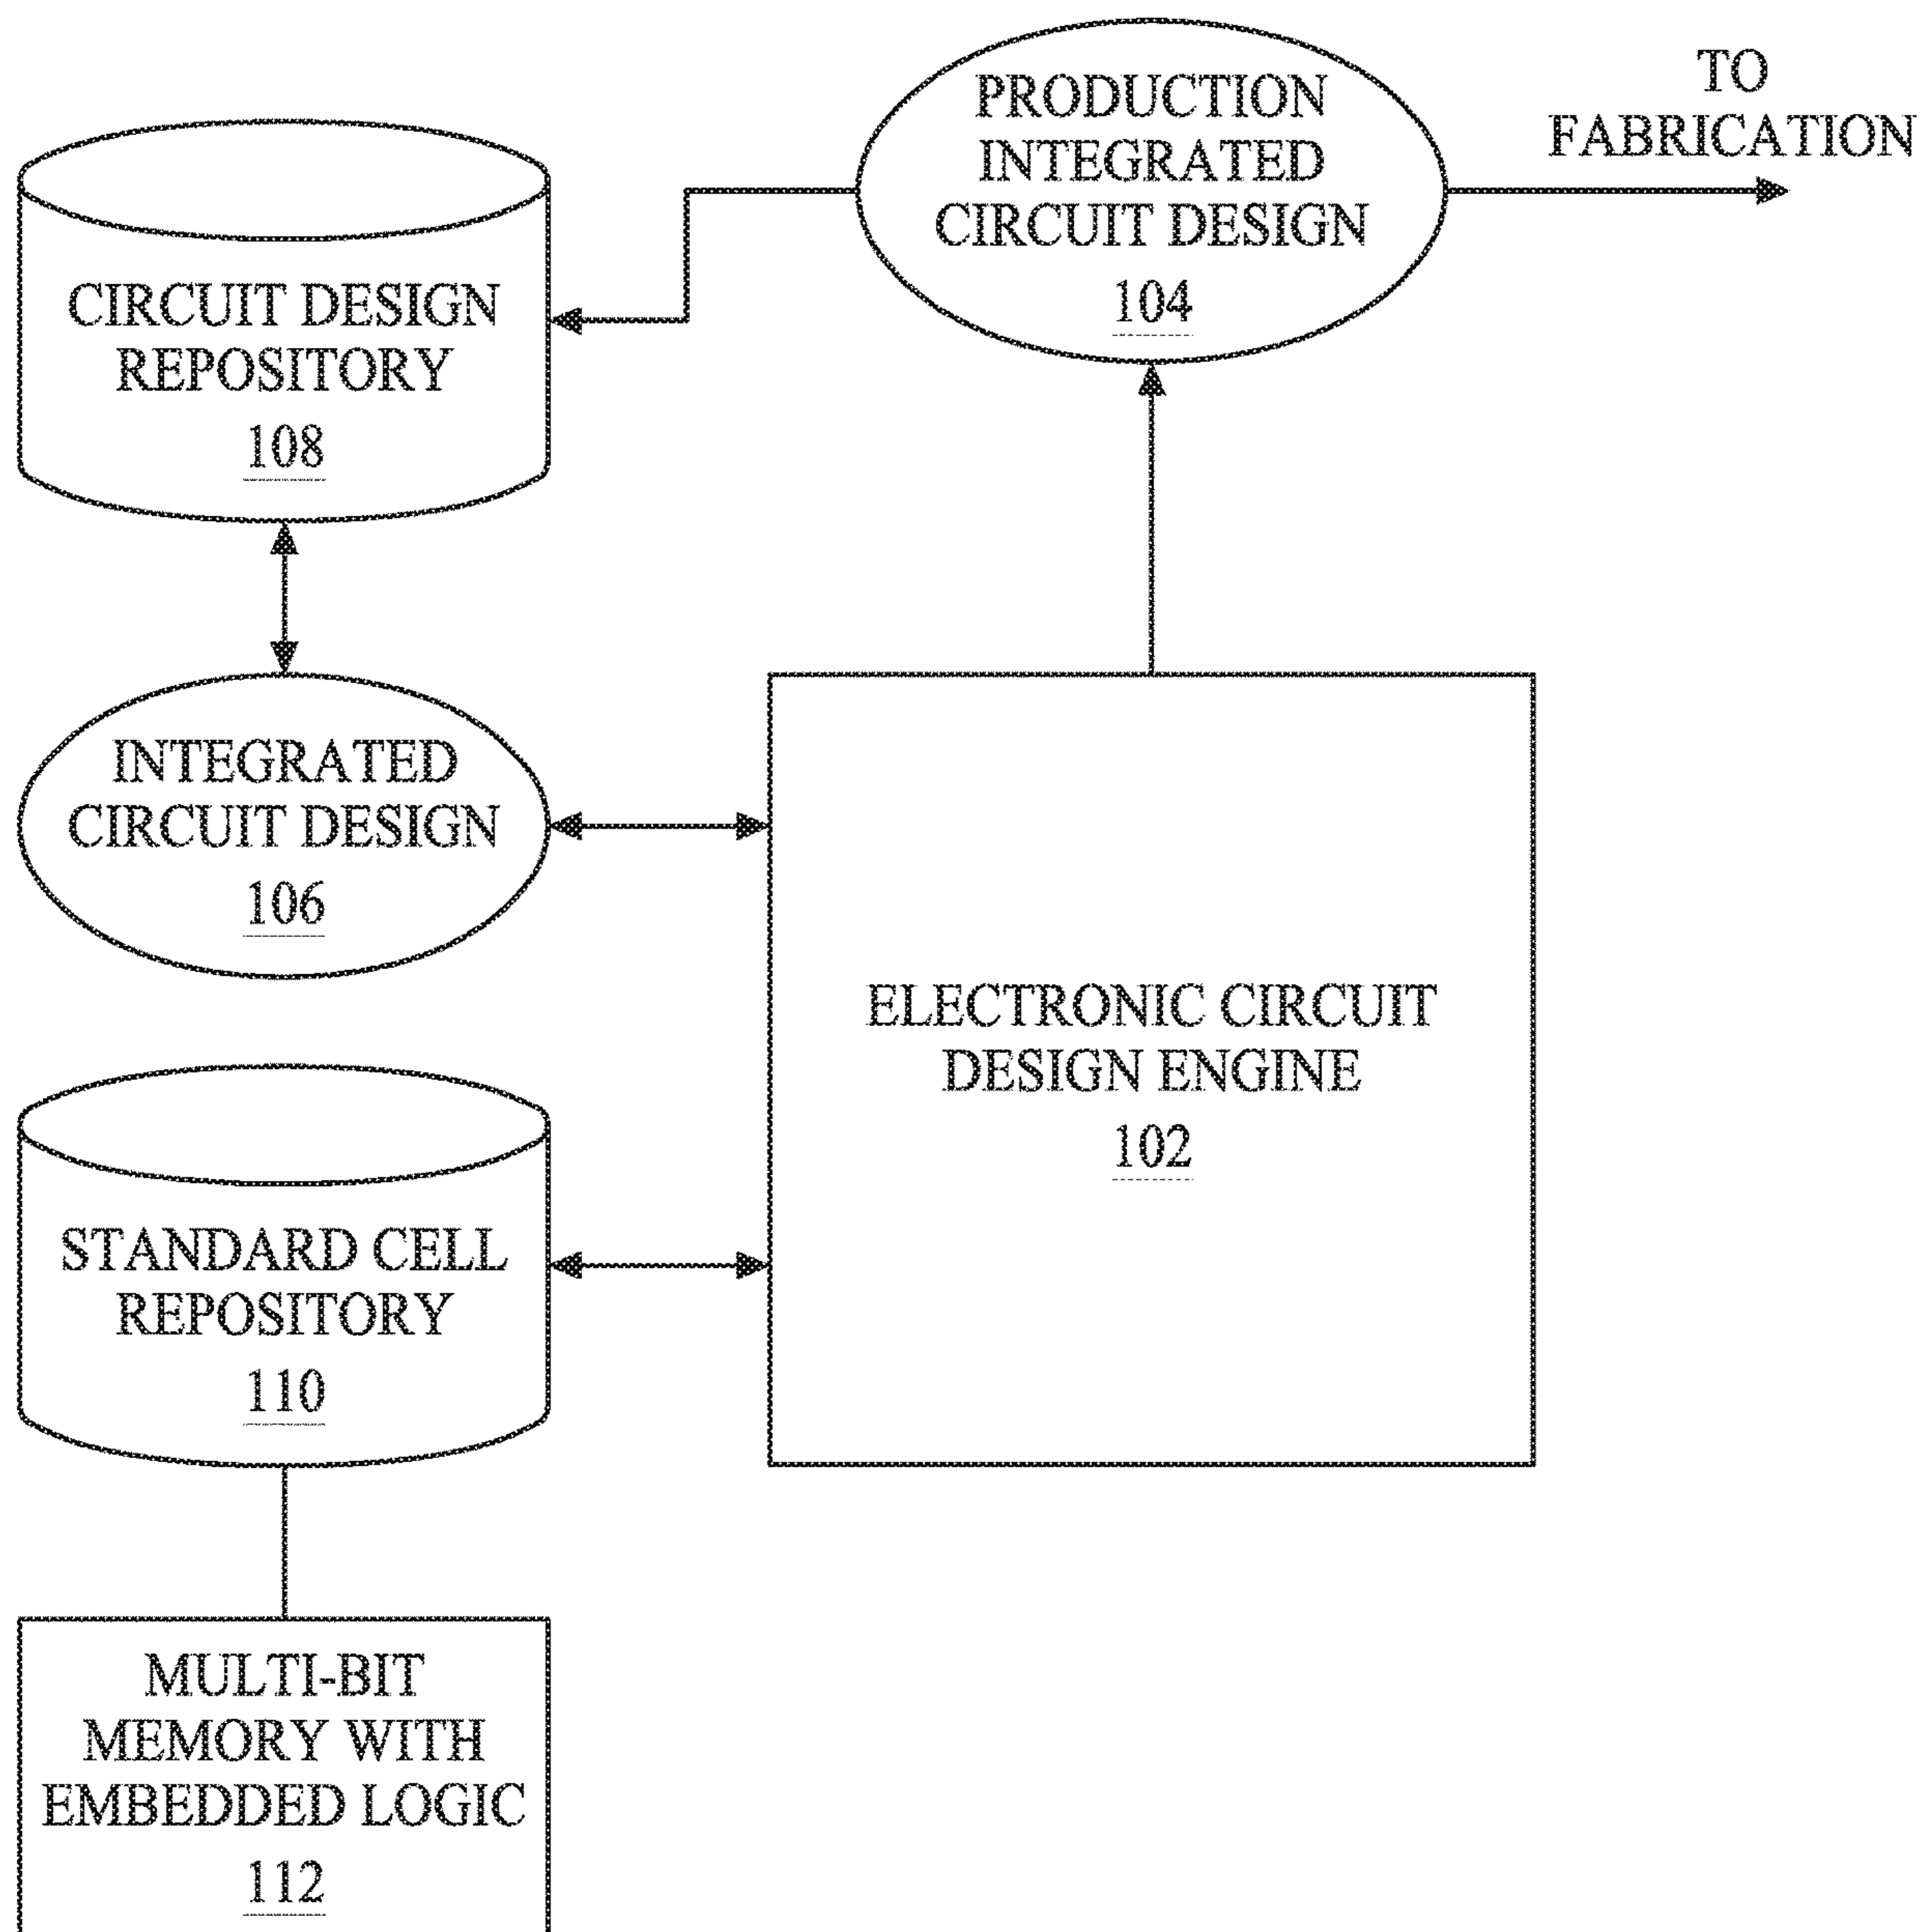 PRODUCTION
INTEGRATED
CIRCUIT DESIGN
104
TO
FABRICATION
CIRCUIT DESIGN
REPOSITORY
108
INTEGRATED
CIRCUIT DESIGN
106
ELECTRONIC CIRCUIT
DESIGN ENGINE
102
STANDARD CELL
REPOSITORY
110
MULTI-BIT
MEMORY WITH
EMBEDDED LOGIC
112